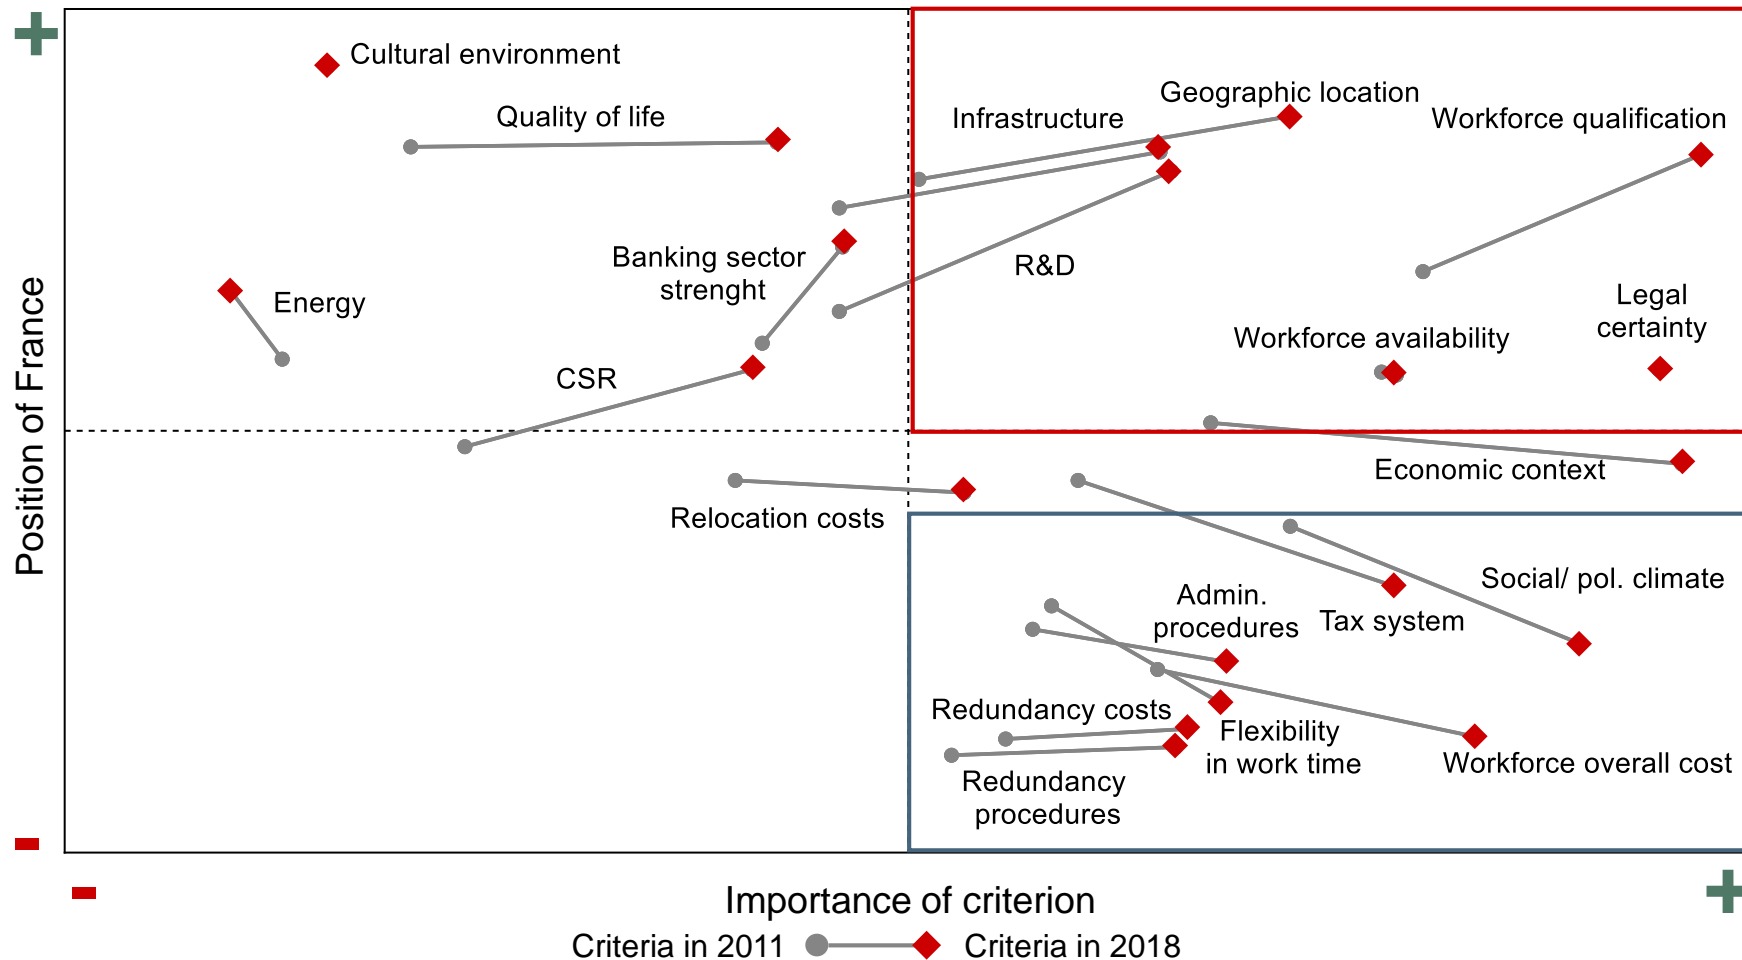 Cultural environment
Quality of life
Geographic location
Infrastructure
Workforce qualification
Banking sector
strenght
R&D
Energy
Legal
certainty
Workforce availability
CSR
Economic context
Relocation costs
Social/ pol. climate
Admin.
procedures
Tax system
Redundancy costs
Flexibility
in work time
Workforce overall cost
Redundancy
procedures
Position of France
Importance of criterion
Criteria in 2011
Criteria in 2018